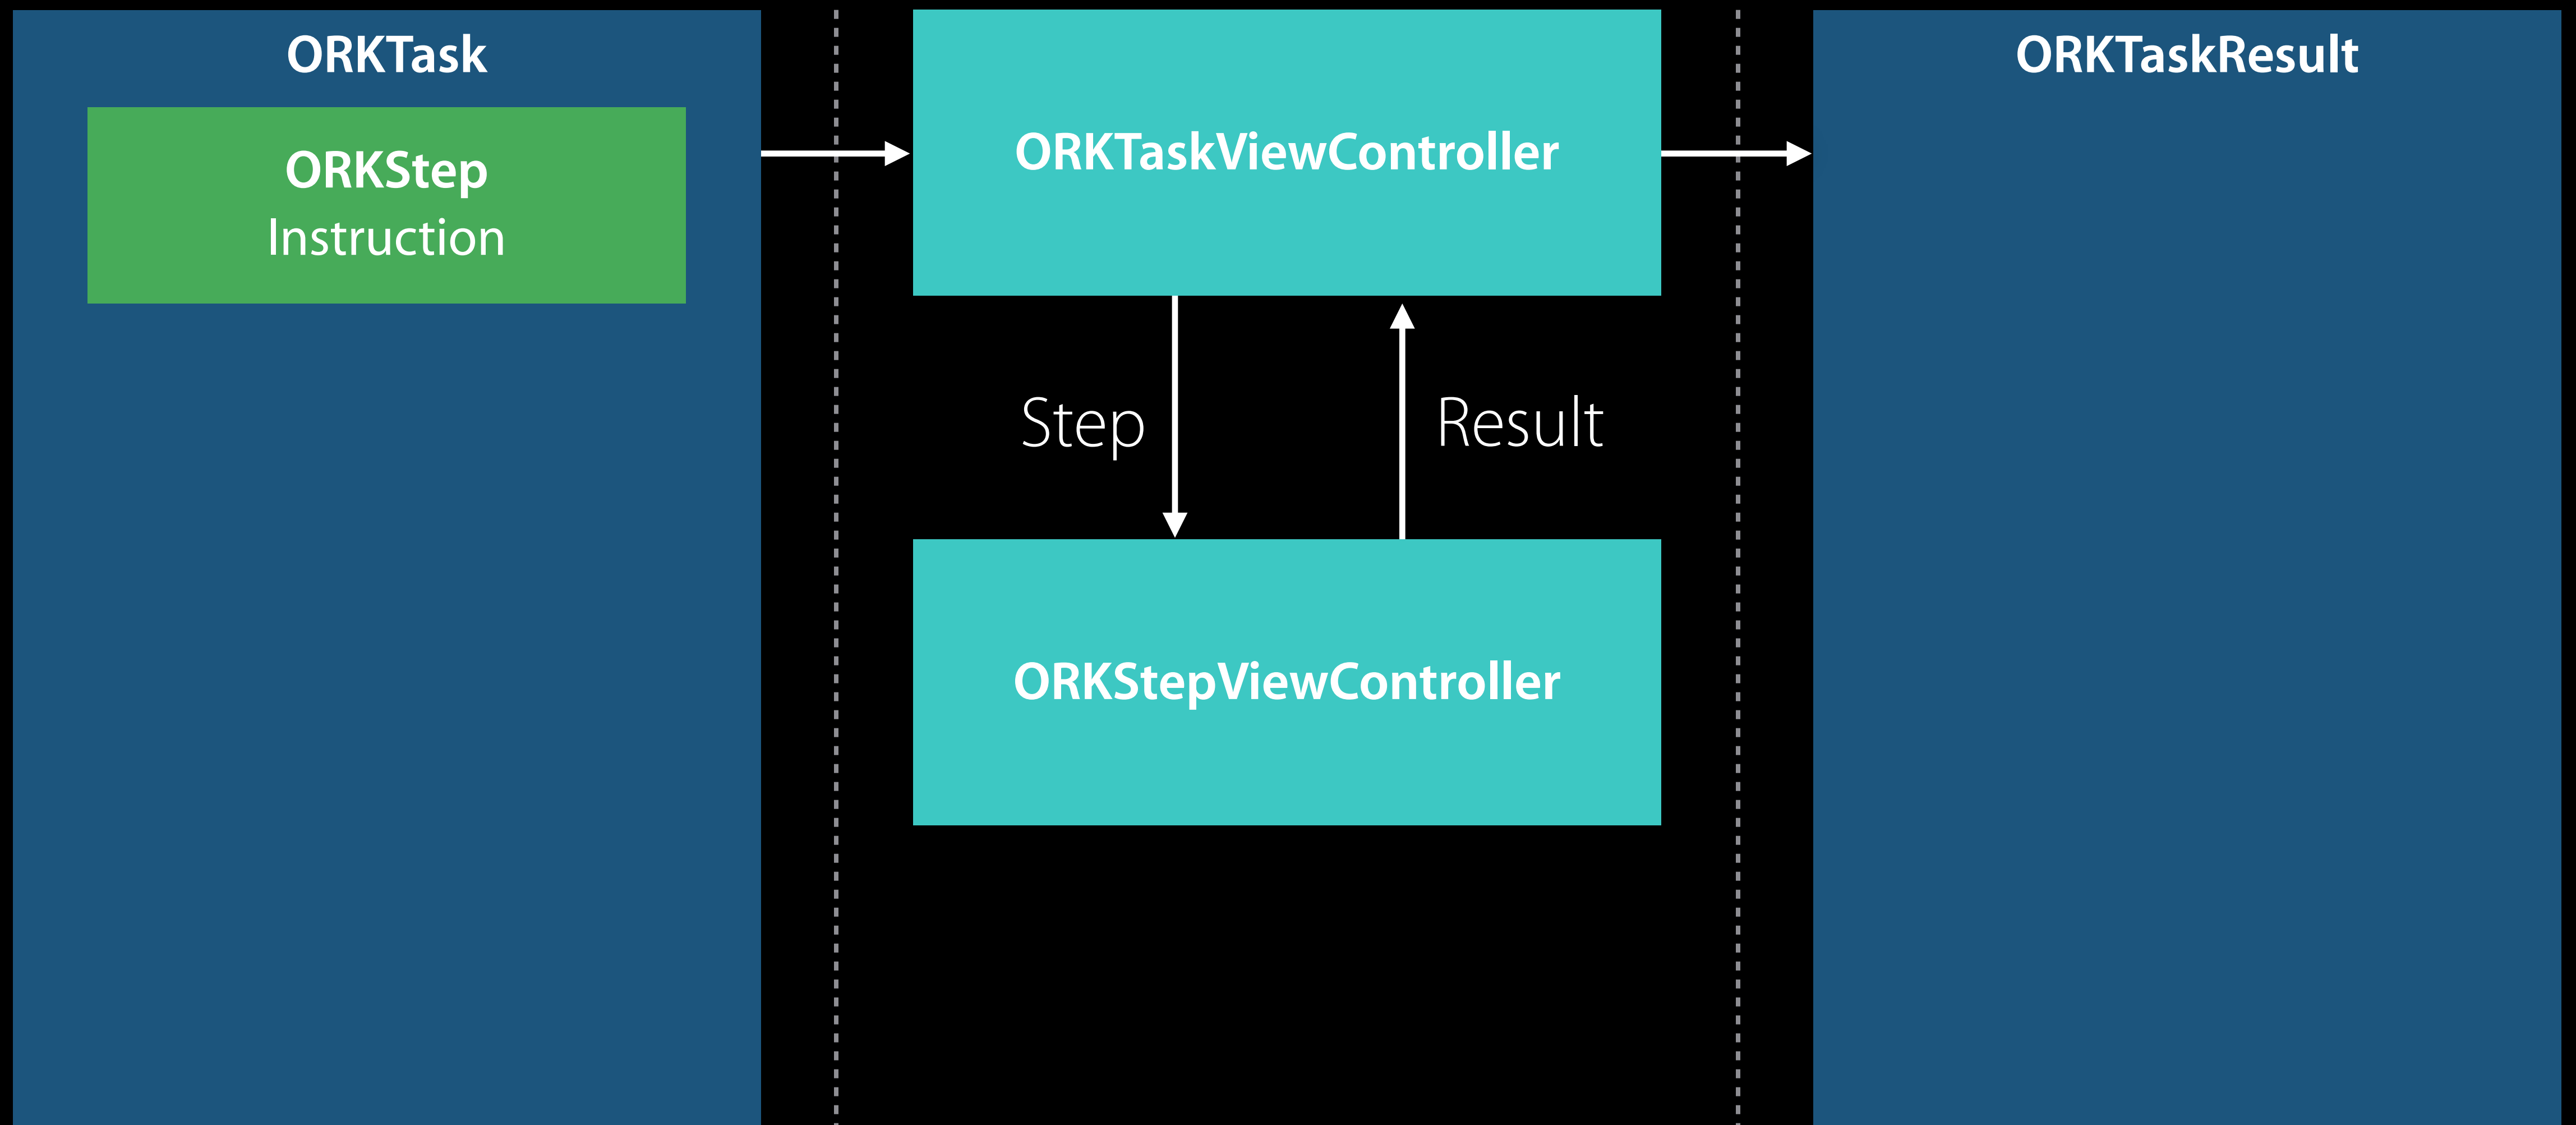 ORKTask
ORKStep
Instruction
ORKTaskViewController
Step
Result
ORKStepViewController
ORKTaskResult